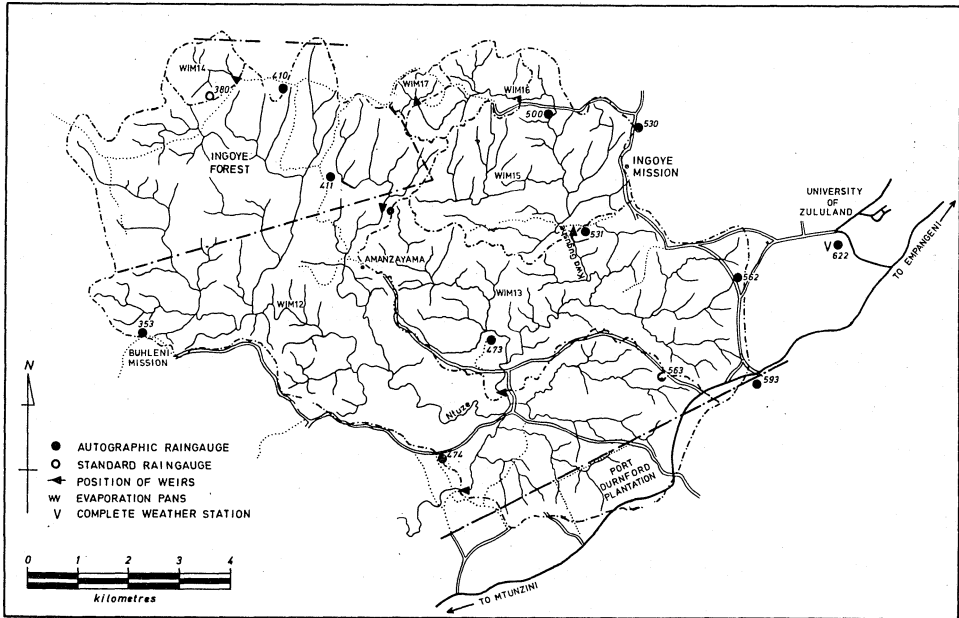 WIM14
380
410
WIM17
WIM16
500
530
INGOYE
FOREST
411
WIM15
INGOYE
MISSION
UNIVERSITY
OF
ZULULAND
V 622
TO EMPANGENI
531
AMANZAYAMA
562
WIM12
WIM13
353
BUHLENI
MISSION
473
563
593
Ntuze
474
PORT
DURNFORD
PLANTATION
N
AUTOGRAPHIC RAINGAUGE
STANDARD RAINGAUGE
POSITION OF WEIRS
W EVAPORATION PANS
V COMPLETE WEATHER STATION
0 1 2 3 4
kilometres
TO MTUNZINI